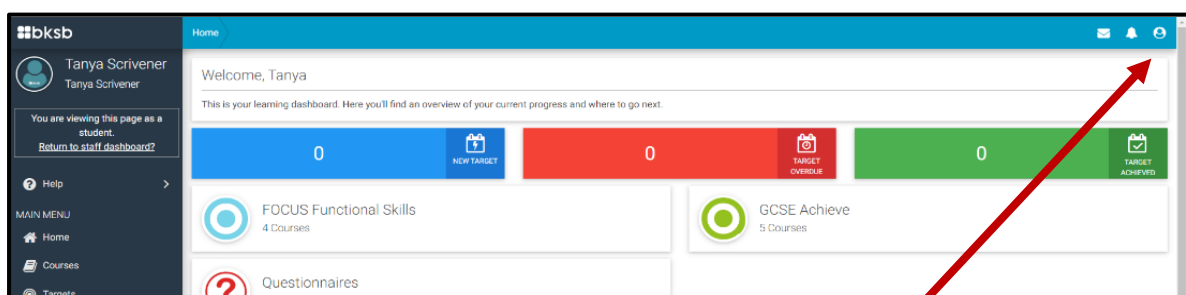 bksb
Home
Tanya Scrivener
Tanya Scrivener
You are viewing this page as a
student.
Return to staff dashboard?
Help
MAIN MENU
Home
Courses
Targets
Welcome, Tanya
This is your learning dashboard. Here you'll find an overview of your current progress and where to go next.
0
NEW TARGET
0
TARGET
OVERDUE
0
TARGET
ACHIEVED
FOCUS Functional Skills
4 Courses
GCSE Achieve
5 Courses
Questionnaires